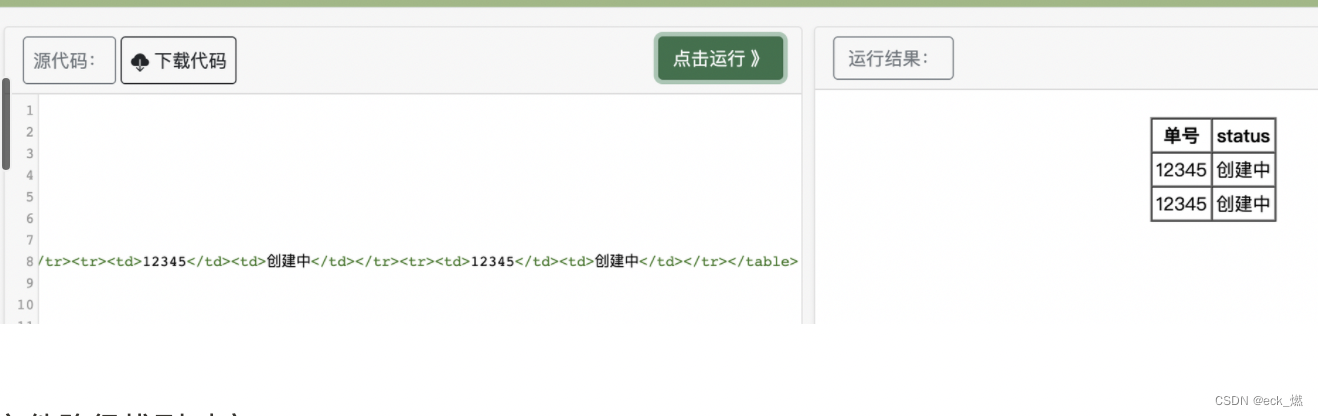 源代码：
下载代码
点击运行 》
运行结果：
1
2
3
4
5
6
7
8 /tr><tr><td>12345</td><td>创建中</td></tr><tr><td>12345</td><td>创建中</td></tr></table>
9
10
单号 status
12345 创建中
12345 创建中
CSDN @eck_燃